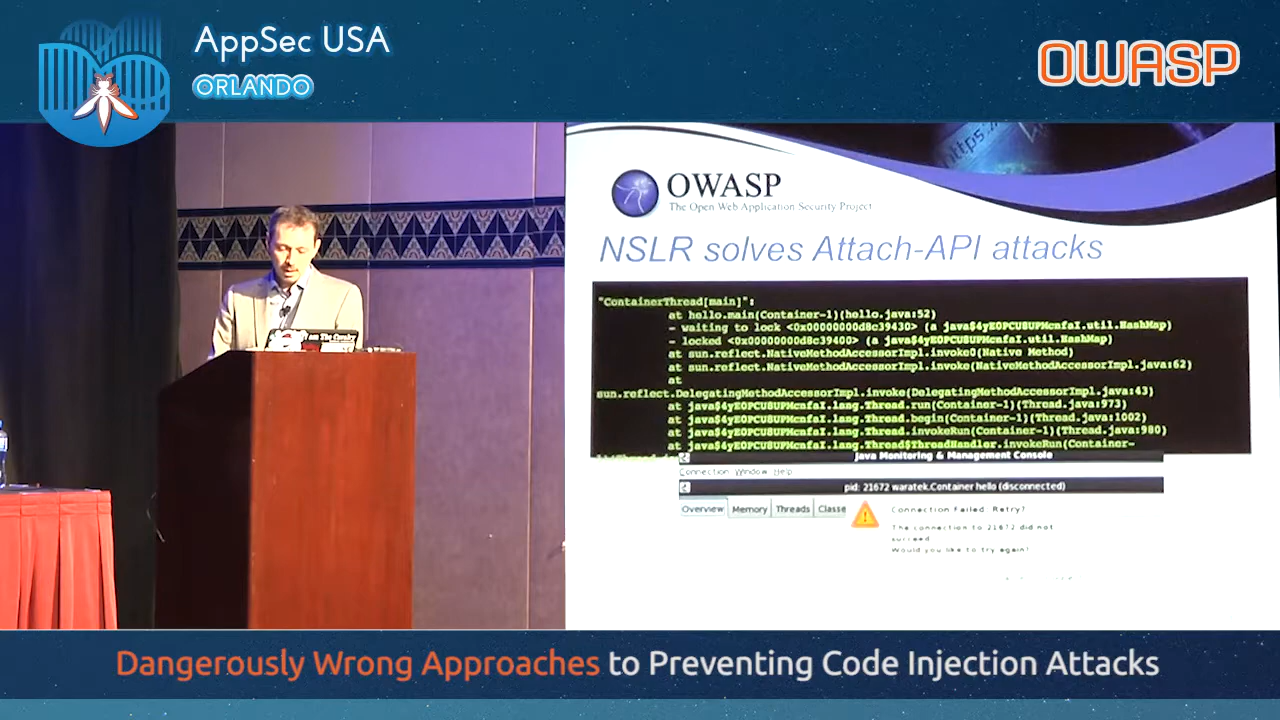 AppSec USA
ORLANDO
OWASP
https:/
OWASP
The Open Web Application Security Project
NSLR solves Attach-API attacks
"ContainerThread[main]":
at hello.main(Container-1)(hello.java:52)
- waiting to lock <0x00000000d8c39430> (a java$4yEOPCU8UPMcnfaI.util.HashMap)
- locked <0x00000000d8c39400> (a java$4yEOPCU8UPMcnfaI.util.HashMap)
at sun.reflect.NativeMethodAccessorImpl.invoke0(Native Method)
at sun.reflect.NativeMethodAccessorImpl.invoke(NativeMethodAccessorImpl.java:62)
at
sun.reflect.DelegatingMethodAccessorImpl.invoke(DelegatingMethodAccessorImpl.java:43)
at java$4yEOPCU8UPMcnfaI.lang.Thread.run(Container-1)(Thread.java:973)
at java$4yEOPCU8UPMcnfaI.lang.Thread.begin(Container-1)(Thread.java:1002)
at java$4yEOPCU8UPMcnfaI.lang.Thread.invokeRun(Container-1)(Thread.java:980)
at java$4yEOPCU8UPMcnfaI.lang.Thread$ThreadHandler.invokeRun(Container-
Java Monitoring & Management Console
Connection Window Help
pid: 21672 waratek.Container hello (disconnected)
Overview Memory Threads Classe
Connection Failed: Retry?
The connection to 21672 did not
succeed.
Would you like to try again?
Dangerously Wrong Approaches to Preventing Code Injection Attacks